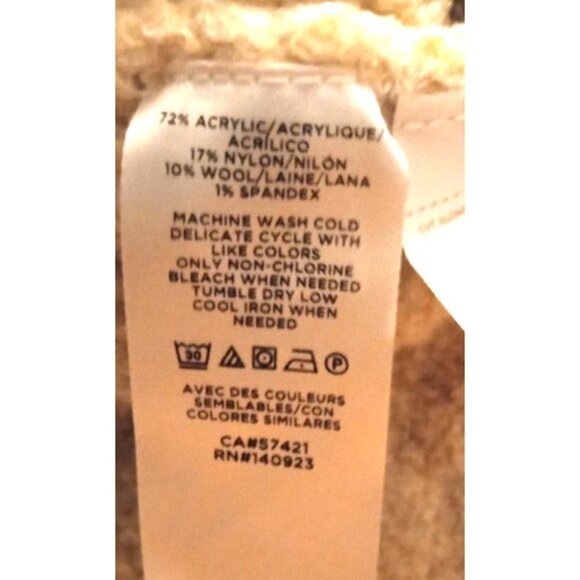 72% ACRYLIC/ACRYLIQUE/
ACRÍLICO
17% NYLON/NILÓN
10% WOOL/LAINE/LANA
1% SPANDEX
MACHINE WASH COLD
DELICATE CYCLE WITH
LIKE COLORS
ONLY NON-CHLORINE
BLEACH WHEN NEEDED
TUMBLE DRY LOW
COOL IRON WHEN
NEEDED
30 P
AVEC DES COULEURS
SEMBLABLES/CON
COLORES SIMILARES
CA#57421
RN#140923